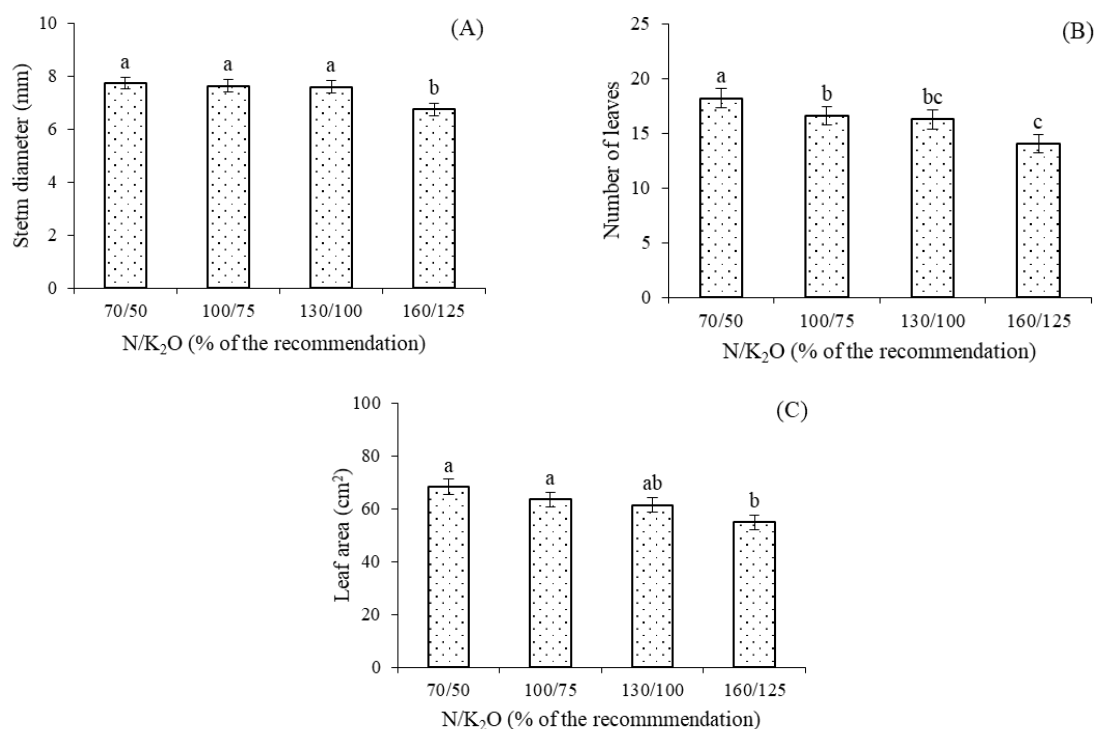 (A)
Stetm diameter (mm)
10
8
6
4
2
0
a
a
a
b
70/50 100/75 130/100 160/125
N/K₂O (% of the recommendation)
(B)
Number of leaves
25
20
15
10
5
0
a
b
bc
c
70/50 100/75 130/100 160/125
N/K₂O (% of the recommendation)
(C)
Leaf area (cm²)
100
80
60
40
20
0
a
a
ab
b
70/50 100/75 130/100 160/125
N/K₂O (% of the recommmendation)